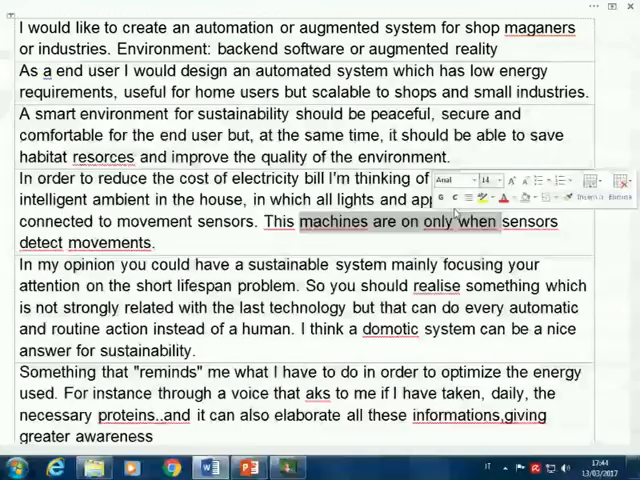 I would like to create an automation or augmented system for shop maganers
or industries. Environment: backend software or augmented reality
As a end user I would design an automated system which has low energy
requirements, useful for home users but scalable to shops and small industries.
A smart environment for sustainability should be peaceful, secure and
comfortable for the end user but, at the same time, it should be able to save
habitat resorces and improve the quality of the environment.
In order to reduce the cost of electricity bill I'm thinking of
Arial 14
intelligent ambient in the house, in which all lights and app
G C
connected to movement sensors. This machines are on only when sensors
detect movements.
In my opinion you could have a sustainable system mainly focusing your
attention on the short lifespan problem. So you should realise something which
is not strongly related with the last technology but that can do every automatic
and routine action instead of a human. I think a domotic system can be a nice
answer for sustainability.
Something that "reminds" me what I have to do in order to optimize the energy
used. For instance through a voice that aks to me if I have taken, daily, the
necessary proteins..and it can also elaborate all these informations,giving
greater awareness
IT 17:44
13/03/2017